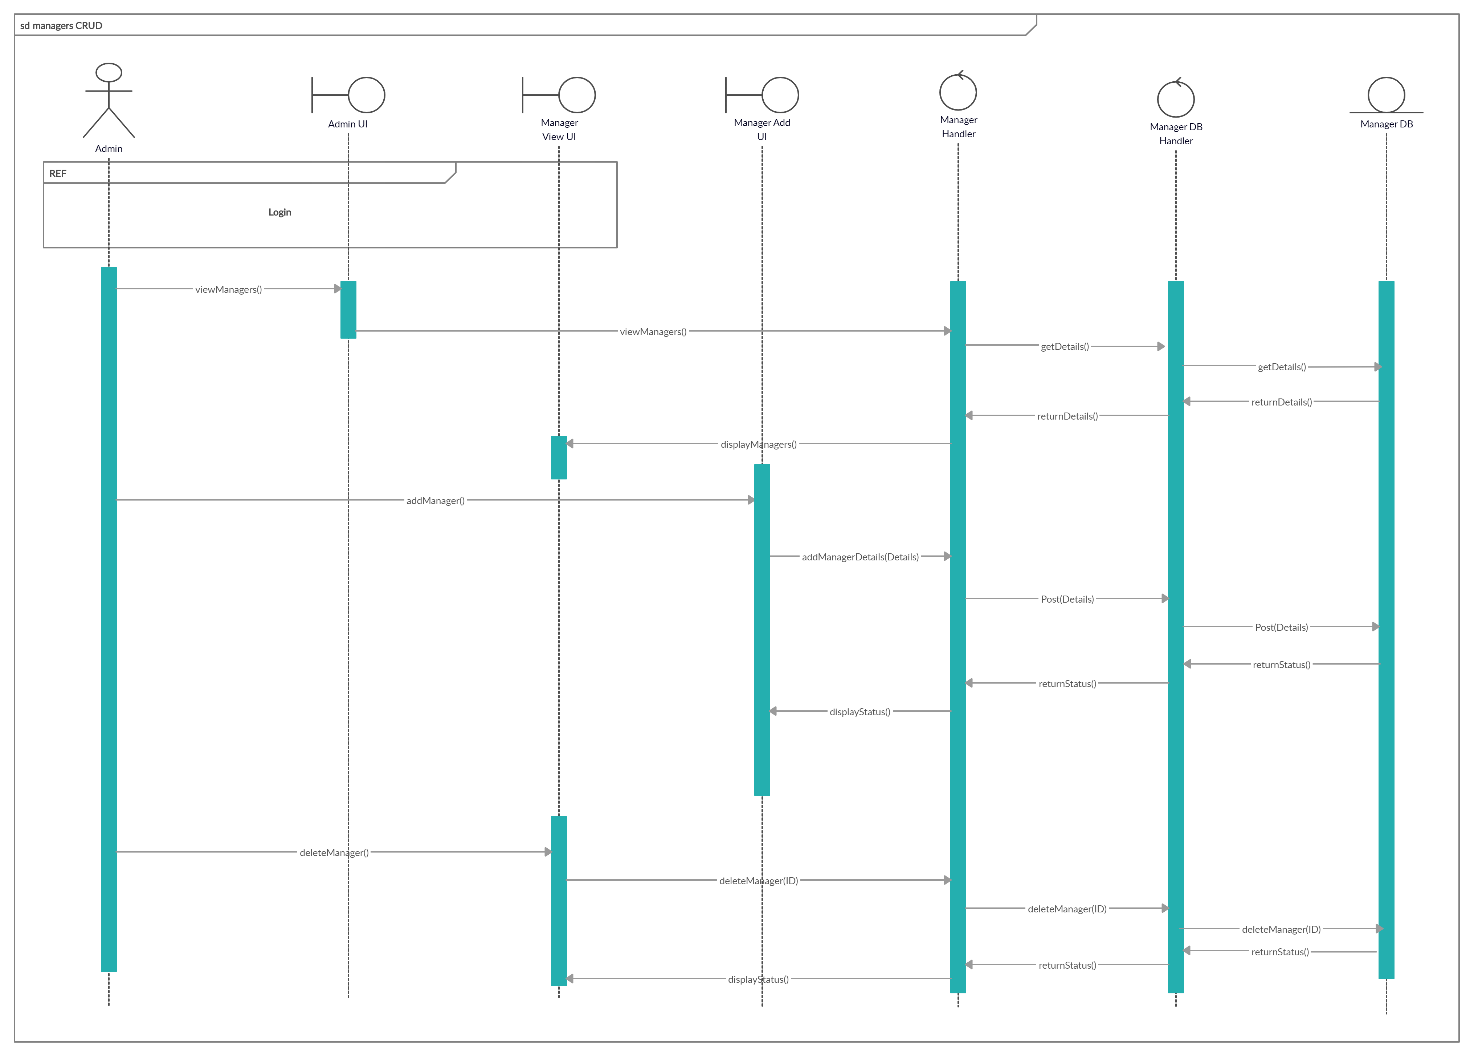 sd managers CRUD
Admin
Admin UI
Manager
View UI
Manager Add
UI
Manager
Handler
Manager DB
Handler
Manager DB
REF
Login
viewManagers()
viewManagers()
getDetails()
getDetails()
returnDetails()
returnDetails()
displayManagers()
addManager()
addManagerDetails(Details)
Post(Details)
Post(Details)
returnStatus()
returnStatus()
displayStatus()
deleteManager()
deleteManager(ID)
deleteManager(ID)
deleteManager(ID)
returnStatus()
returnStatus()
displayStatus()